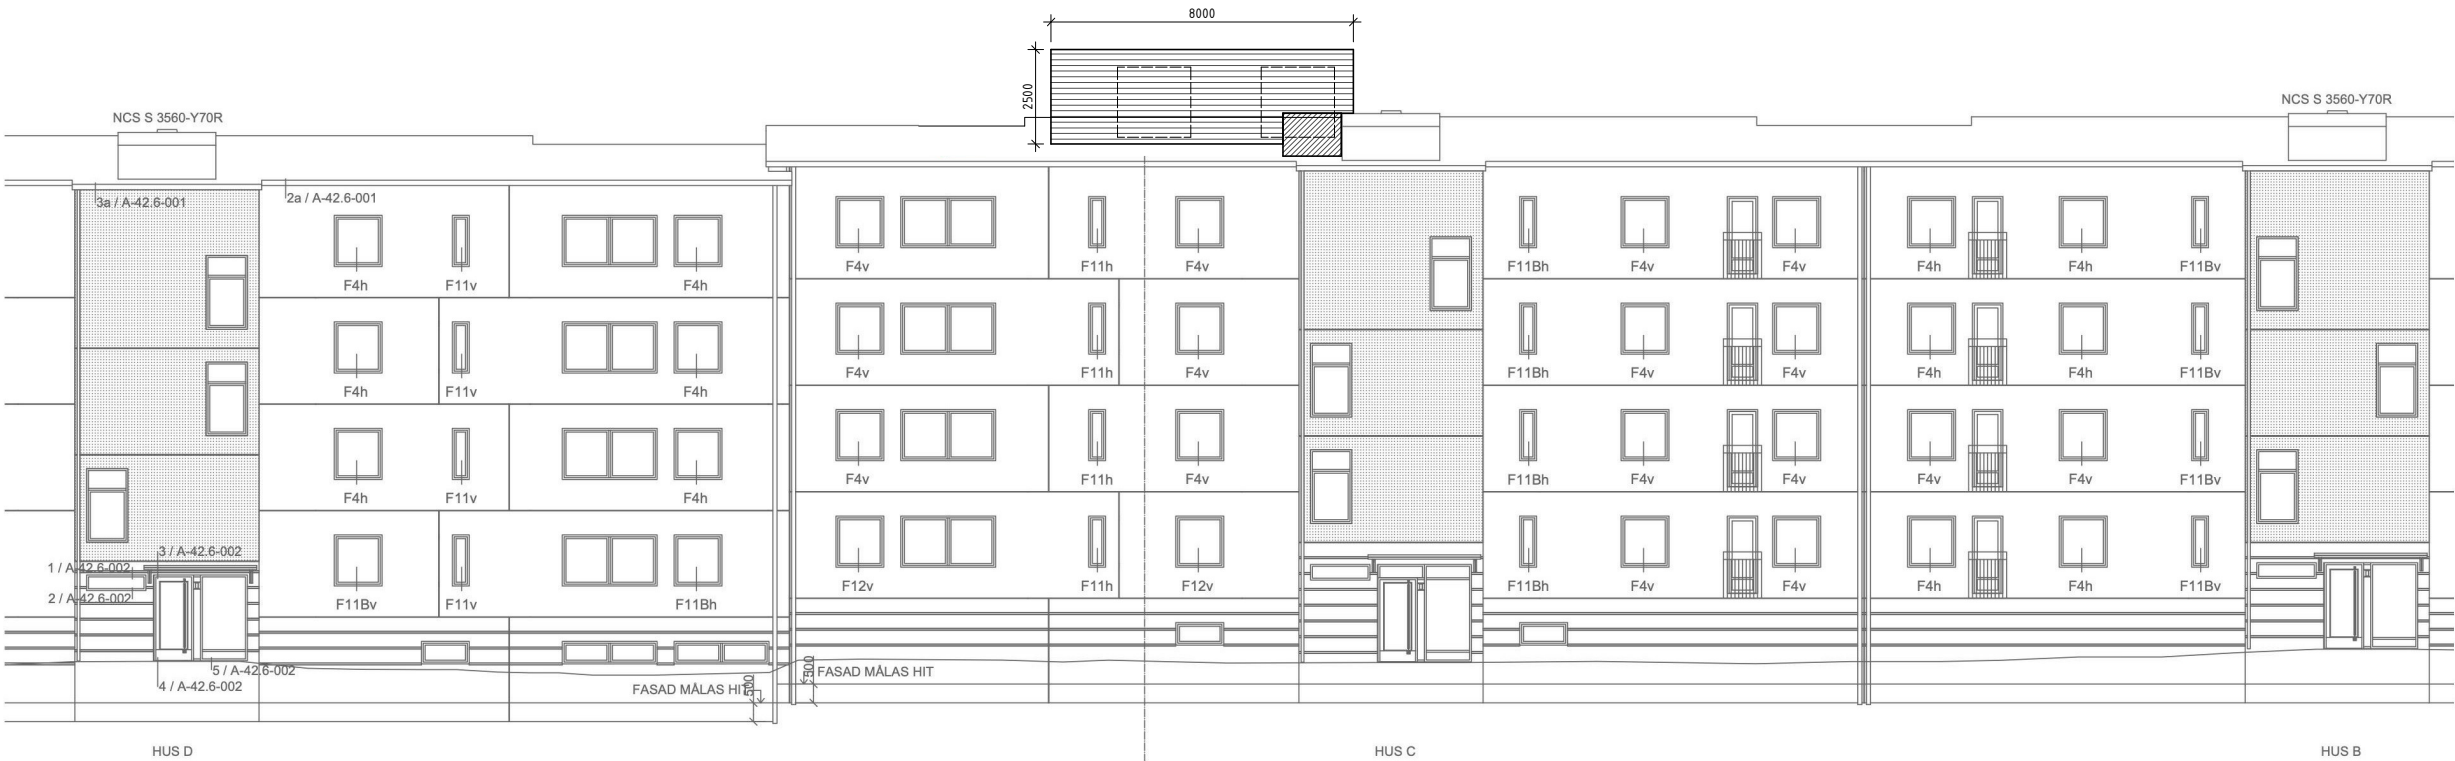 8000
2500
NCS S 3560-Y70R
NCS S 3560-Y70R
3a / A-42.6-001
2a / A-42.6-001
F4h F11v F4h F4v F11h F4v F11Bh F4v F4v F4h F4h F11Bv
F4h F11v F4h F4v F11h F4v F11Bh F4v F4v F4h F4h F11Bv
F4h F11v F4h F4v F11h F4v F11Bh F4v F4v F4v F4v F11Bv
3 / A-42.6-002
1 / A-42.6-002
2 / A-42.6-002
F11Bv F11v F11Bh F12v F11h F12v F11Bh F4v F4v F4h F4h F11Bv
5 / A-42.6-002
4 / A-42.6-002
FASAD MÅLAS HIT
500
500
FASAD MÅLAS HIT
HUS D
HUS C
HUS B